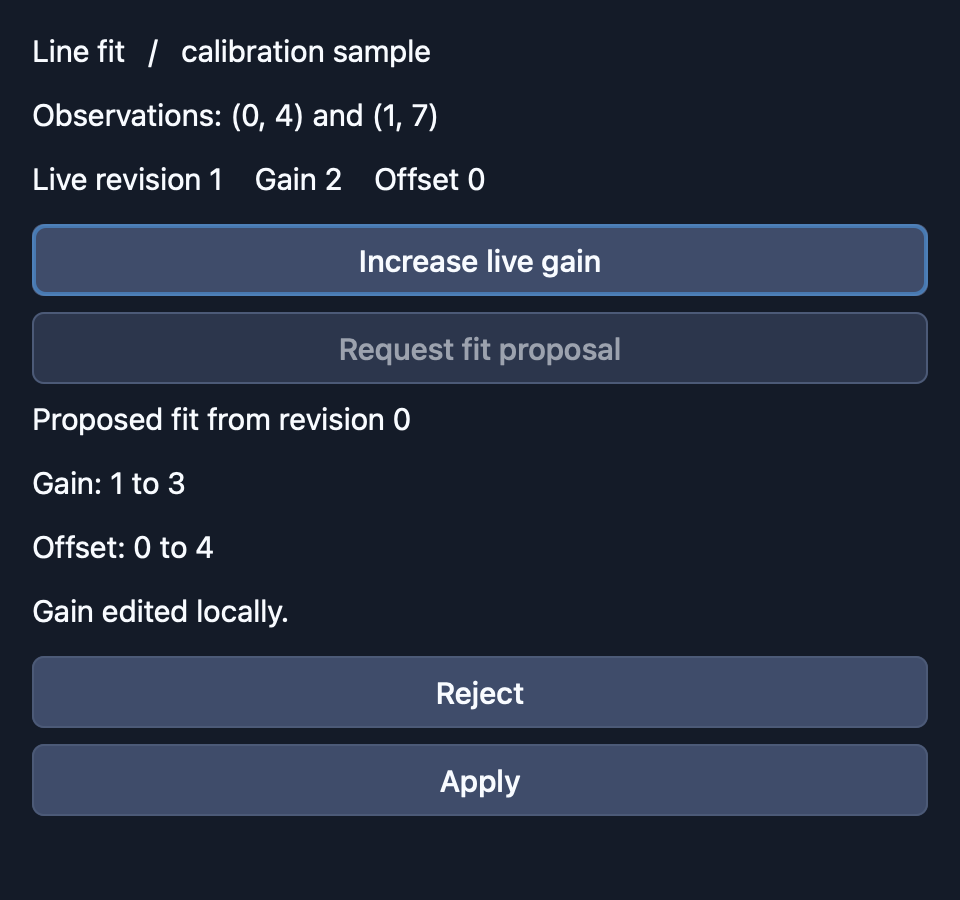 Line fit / calibration sample
Observations: (0, 4) and (1, 7)
Live revision 1 Gain 2 Offset 0
Increase live gain
Request fit proposal
Proposed fit from revision 0
Gain: 1 to 3
Offset: 0 to 4
Gain edited locally.
Reject
Apply